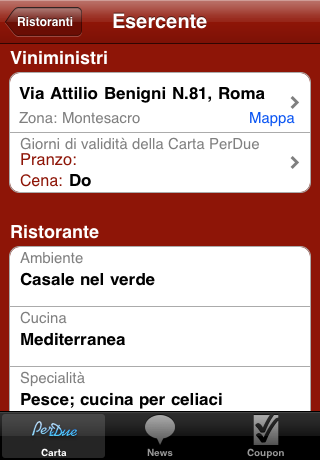 Ristoranti
Esercente
Viniministri
Via Attilio Benigni N.81, Roma
Zona: Montesacro
Mappa
Giorni di validità della Carta PerDue
Pranzo:
Cena: Do
Ristorante
Ambiente
Casale nel verde
Cucina
Mediterranea
Specialità
Pesce; cucina per celiaci
PerDue
Carta
News
Coupon